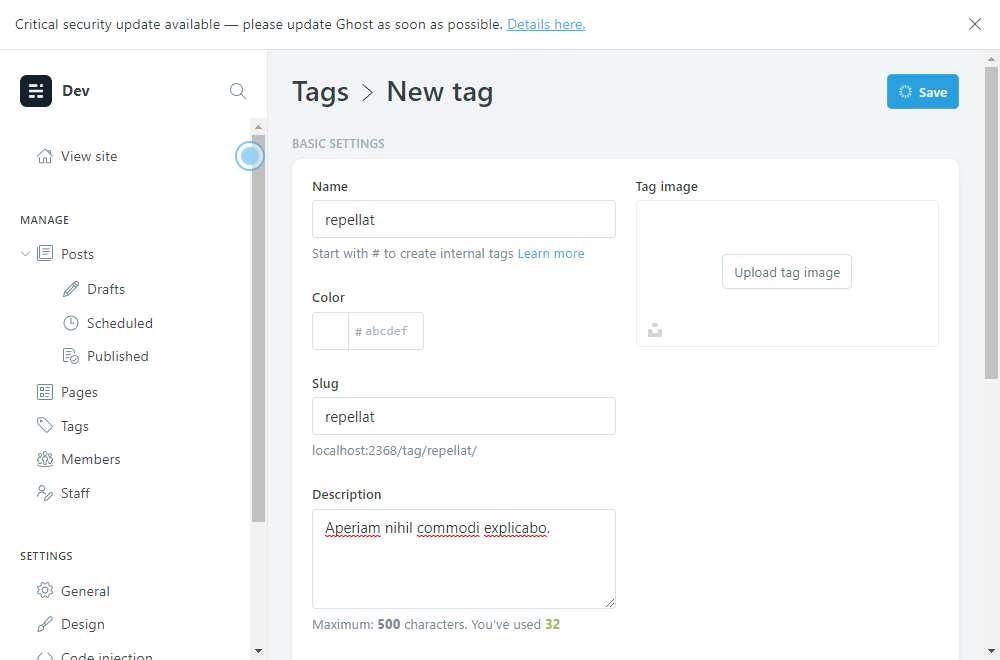 Critical security update available — please update Ghost as soon as possible. Details here.
Dev
View site
MANAGE
Posts
Drafts
Scheduled
Published
Pages
Tags
Members
Staff
SETTINGS
General
Design
Code injection
Tags > New tag
Save
BASIC SETTINGS
Name
repellat
Start with # to create internal tags Learn more
Color
# abcdef
Slug
repellat
localhost:2368/tag/repellat/
Description
Aperiam nihil commodi explicabo.
Maximum: 500 characters. You've used 32
Tag image
Upload tag image